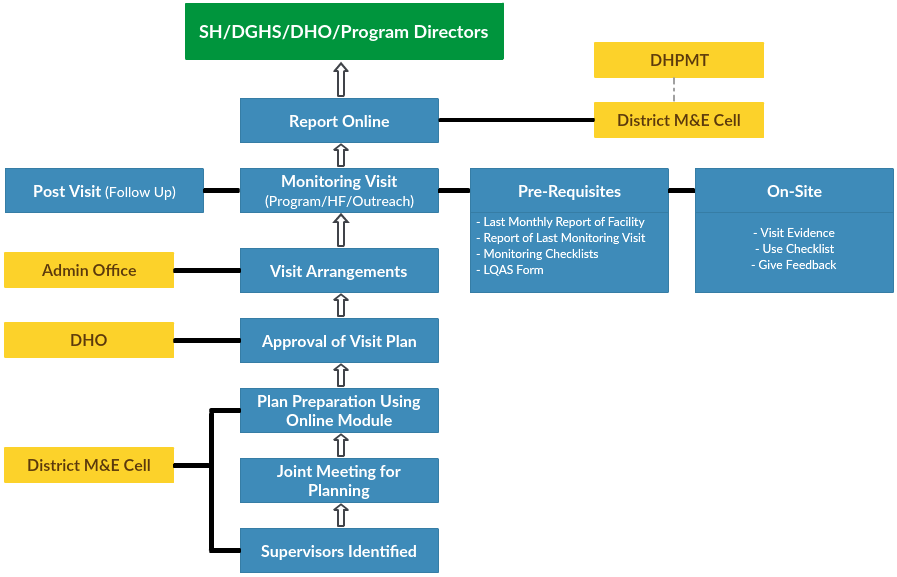 SH/DGHS/DHO/Program Directors
DHPMT
Report Online
District M&E Cell
Post Visit (Follow Up)
Monitoring Visit
(Program/HF/Outreach)
Pre-Requisites
- Last Monthly Report of Facility
- Report of Last Monitoring Visit
- Monitoring Checklists
- LQAS Form
On-Site
- Visit Evidence
- Use Checklist
- Give Feedback
Admin Office
Visit Arrangements
DHO
Approval of Visit Plan
Plan Preparation Using
Online Module
District M&E Cell
Joint Meeting for
Planning
Supervisors Identified